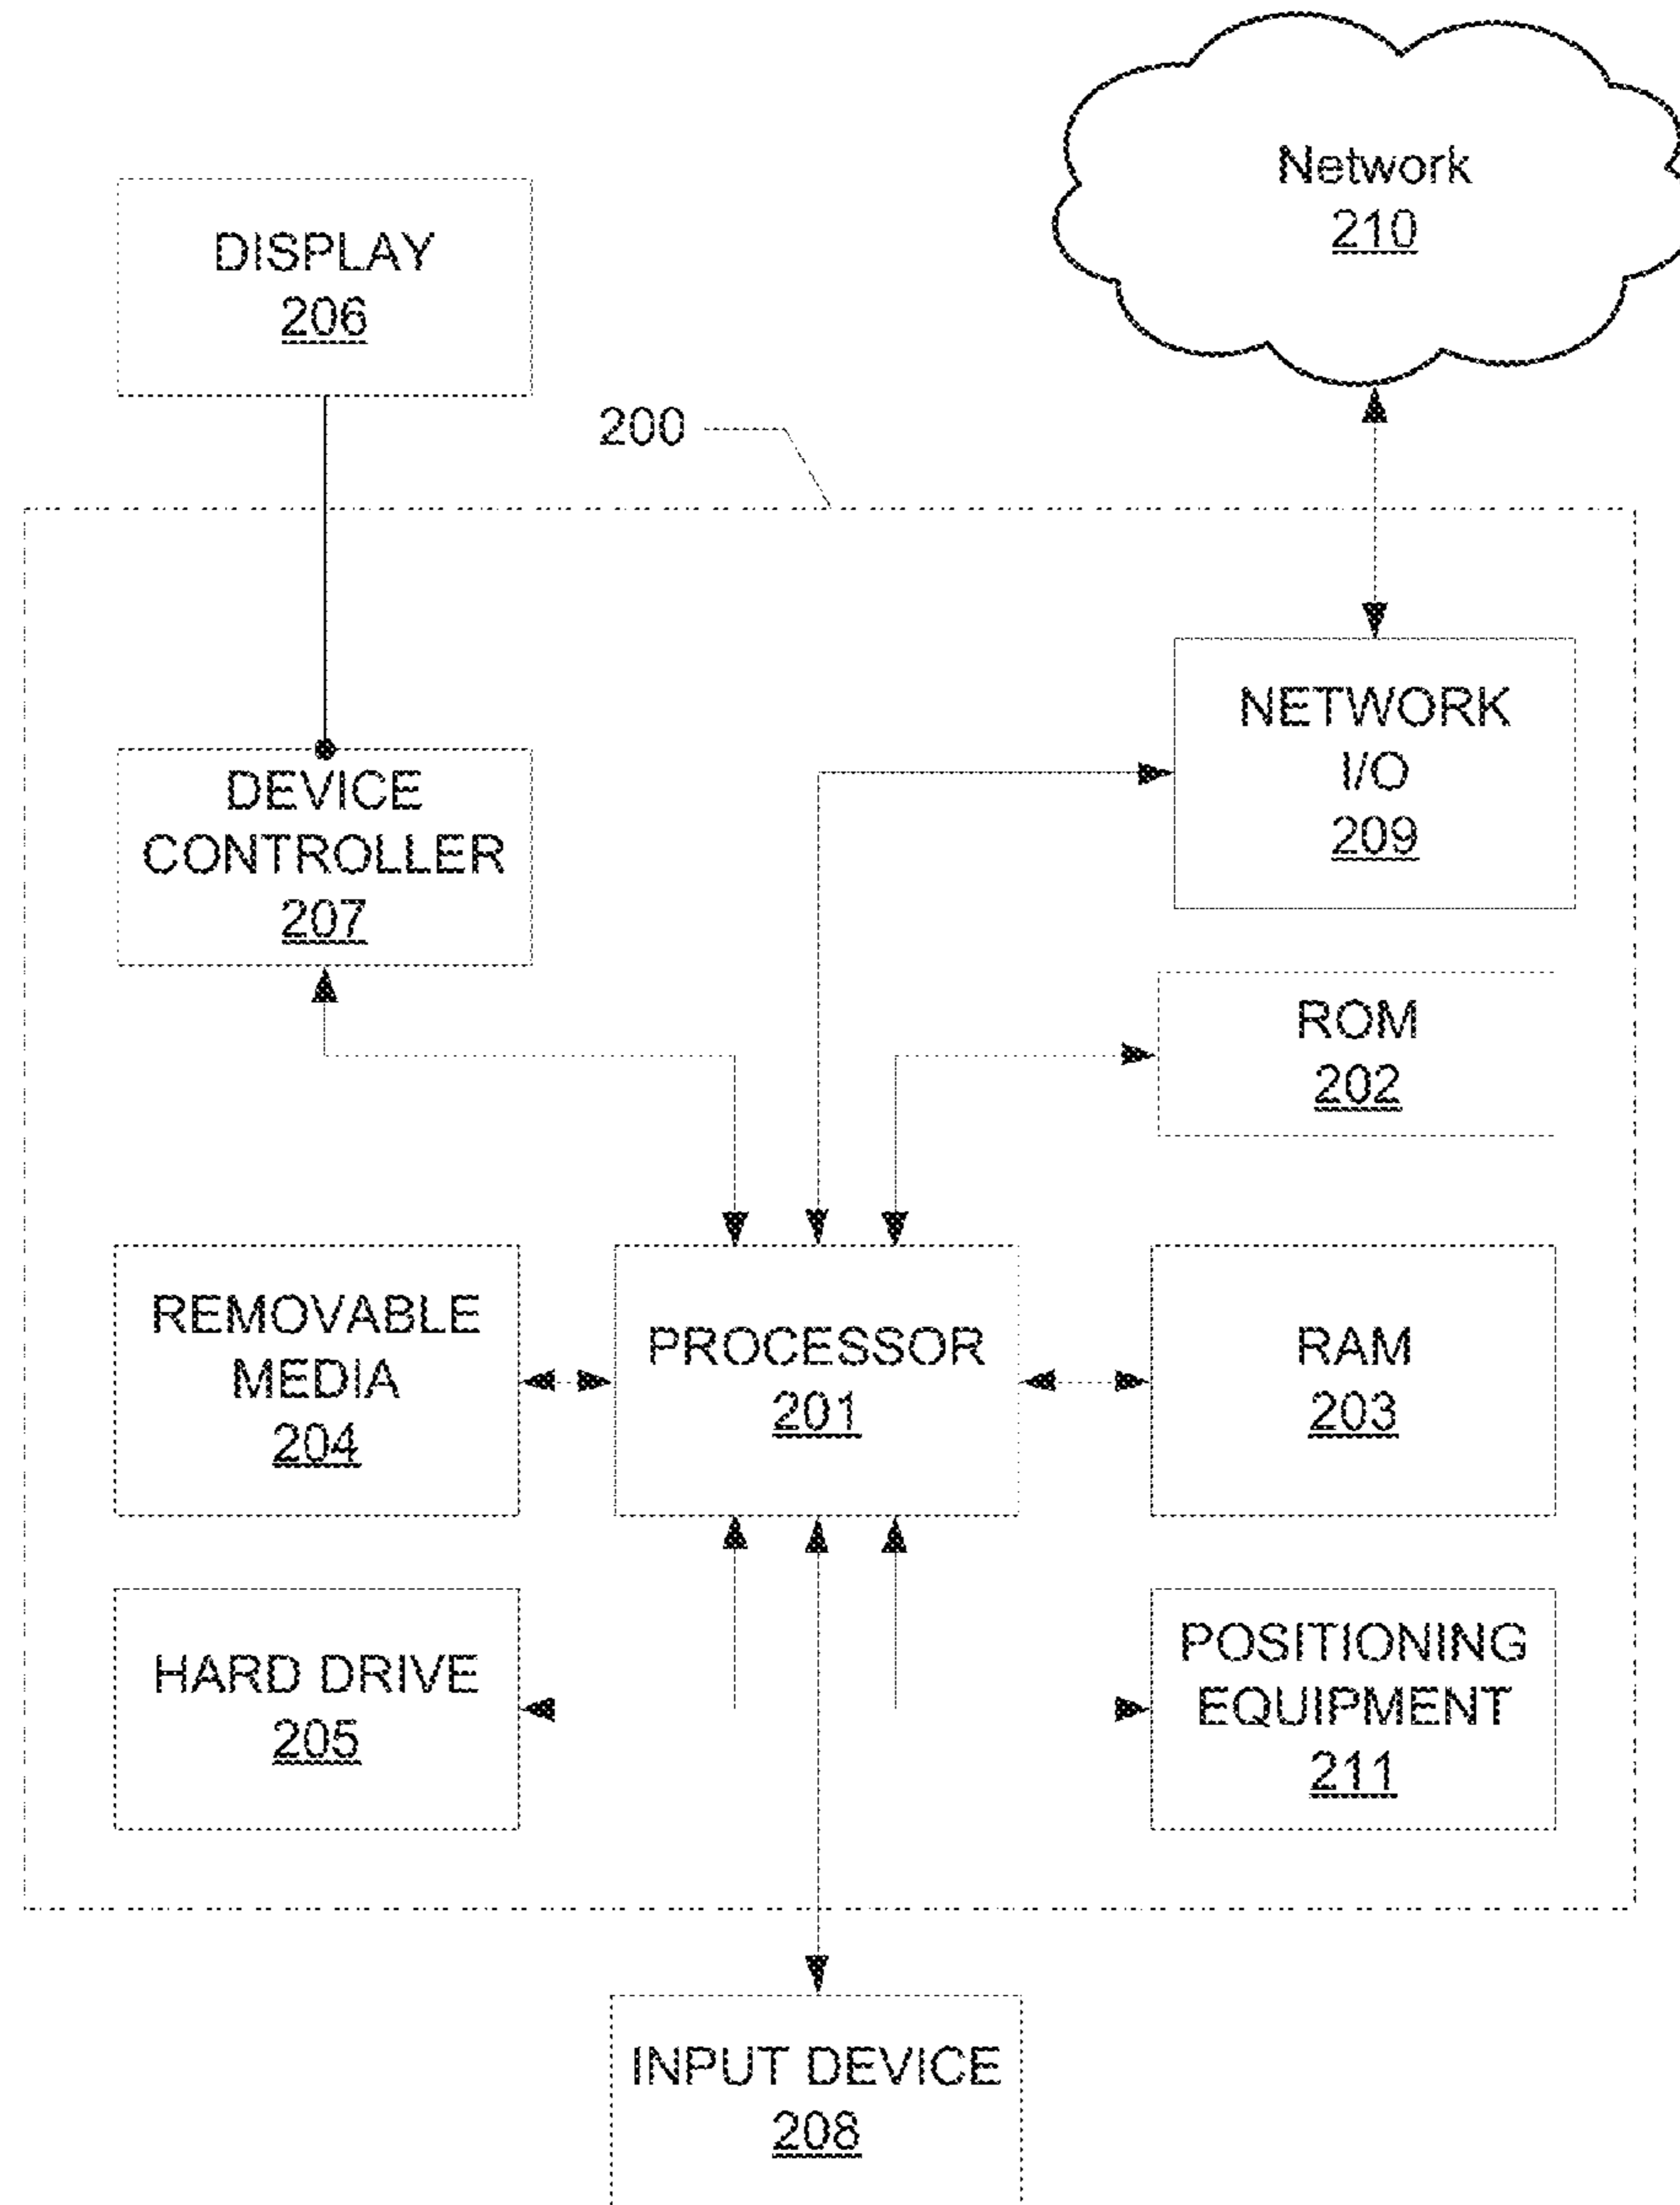 Network
210
DISPLAY
206
200
NETWORK
I/O
209
DEVICE
CONTROLLER
207
ROM
202
REMOVABLE
MEDIA
204
PROCESSOR
201
RAM
203
HARD DRIVE
205
POSITIONING
EQUIPMENT
211
INPUT DEVICE
208